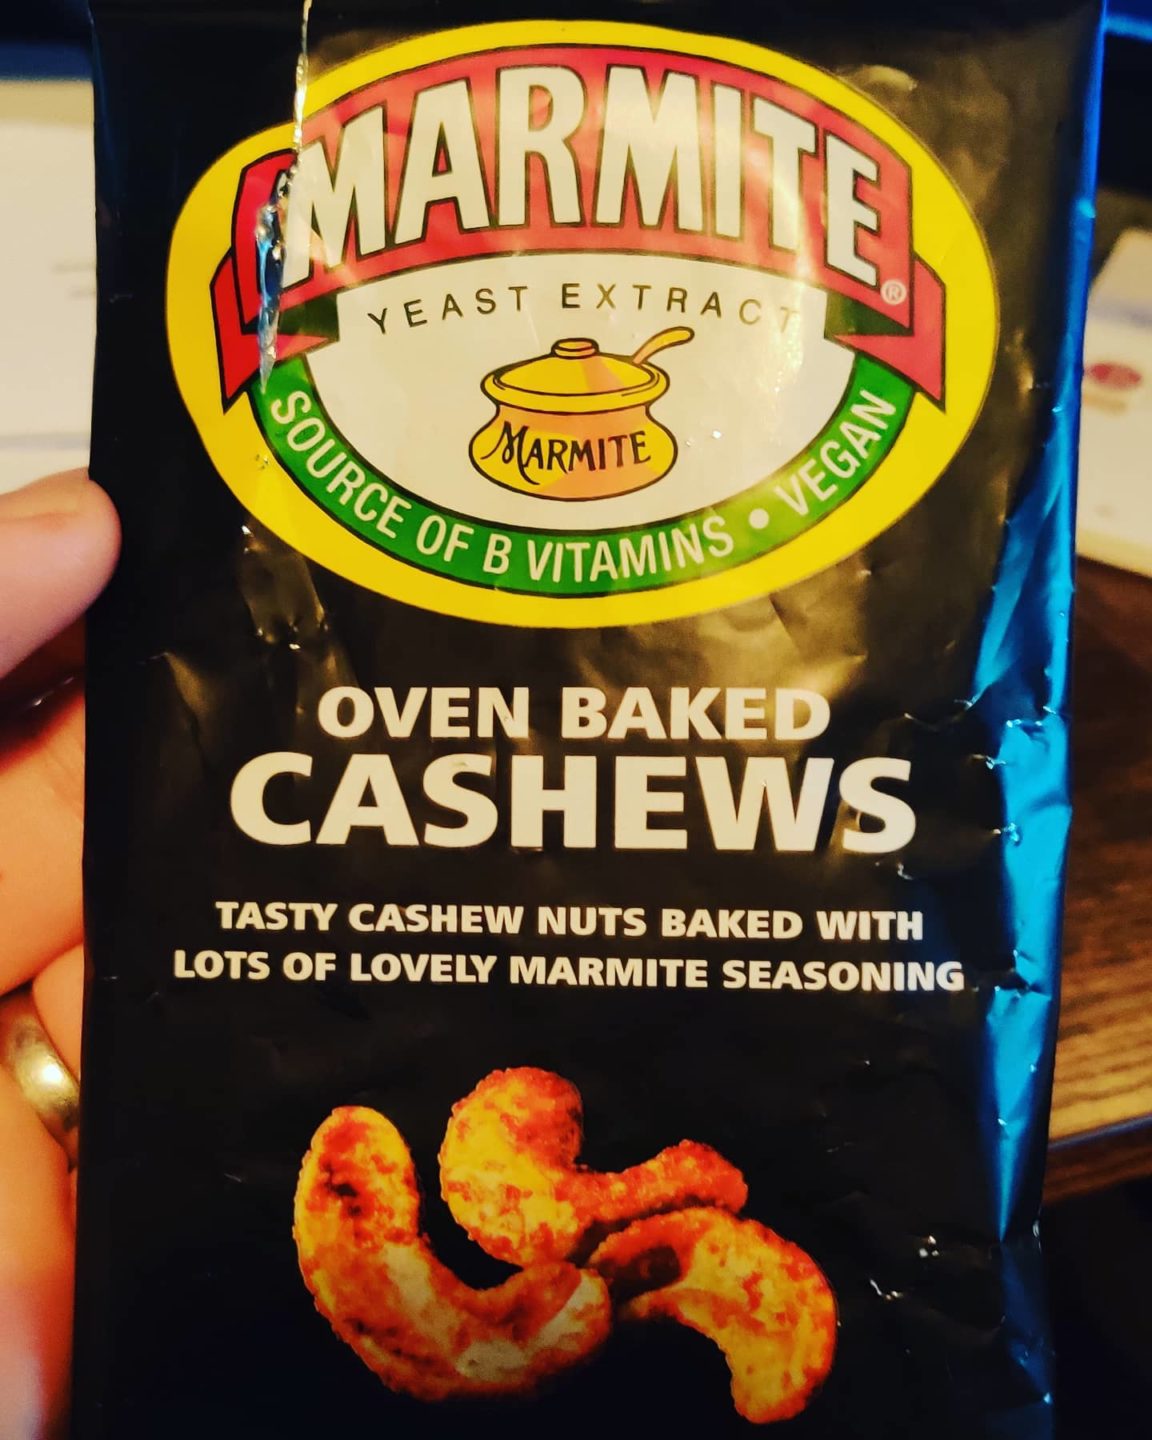 MARMITE®
YEAST EXTRACT
MARMITE
SOURCE OF B VITAMINS • VEGAN
OVEN BAKED
CASHEWS
TASTY CASHEW NUTS BAKED WITH
LOTS OF LOVELY MARMITE SEASONING